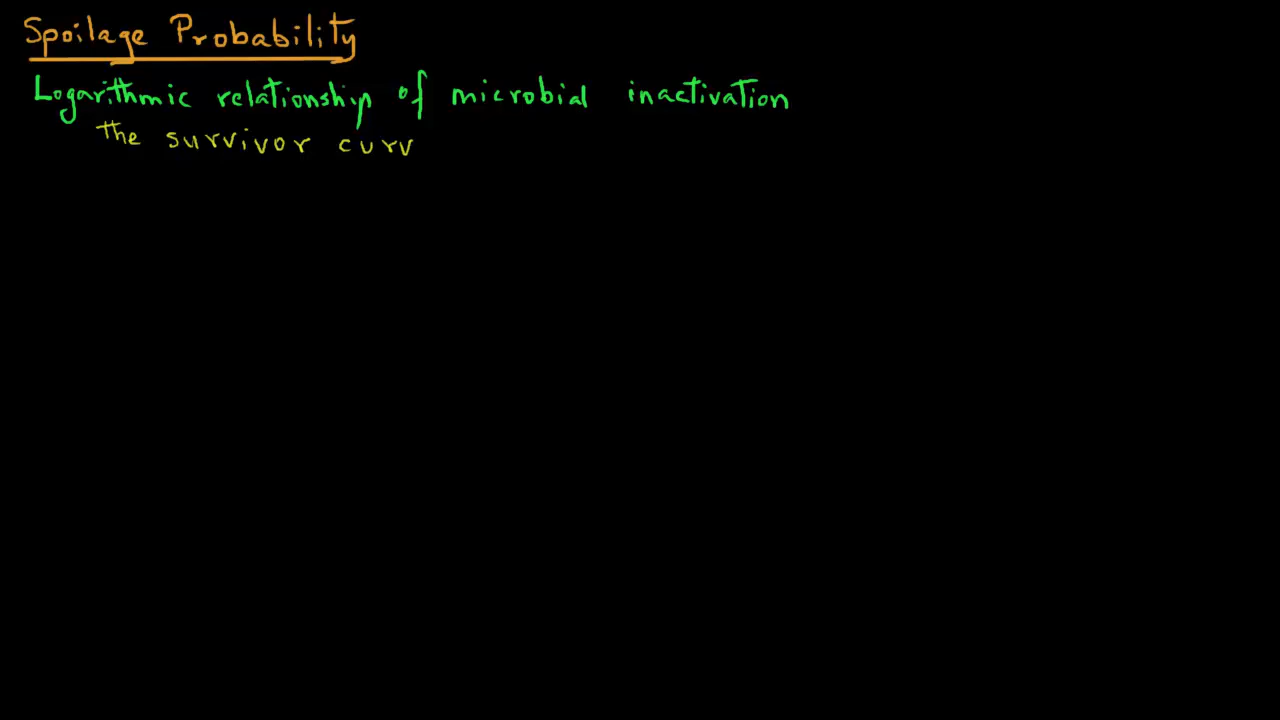 Spoilage Probability
Logarithmic relationship of microbial inactivation
The survivor curv